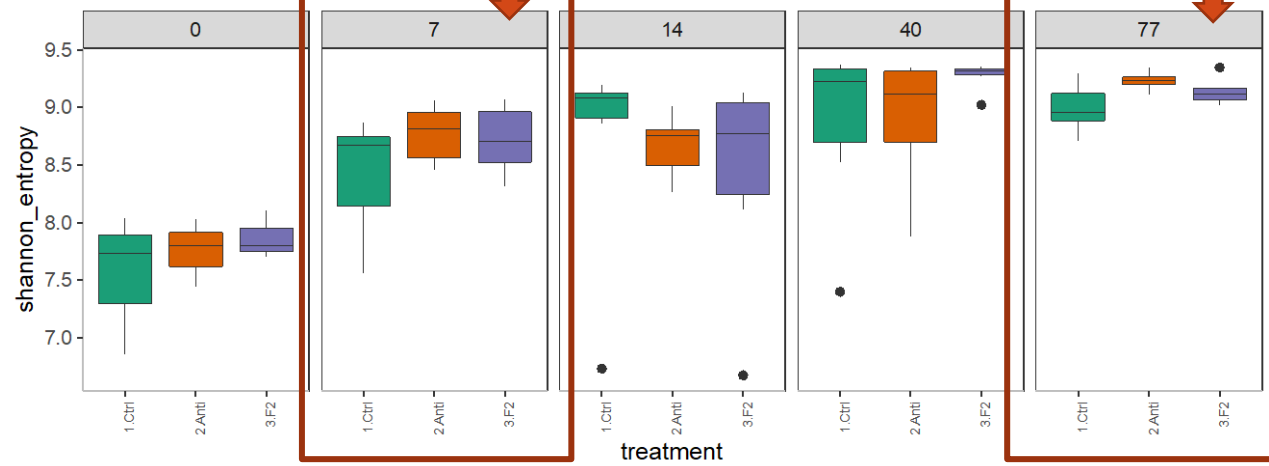 0 7 14 40 77
9.5
9.0
8.5
8.0
7.5
7.0
shannon_entropy
1.Ctrl 2.Anti 3.F2 1.Ctrl 2.Anti 3.F2 1.Ctrl 2.Anti 3.F2 1.Ctrl 2.Anti 3.F2 1.Ctrl 2.Anti 3.F2
treatment